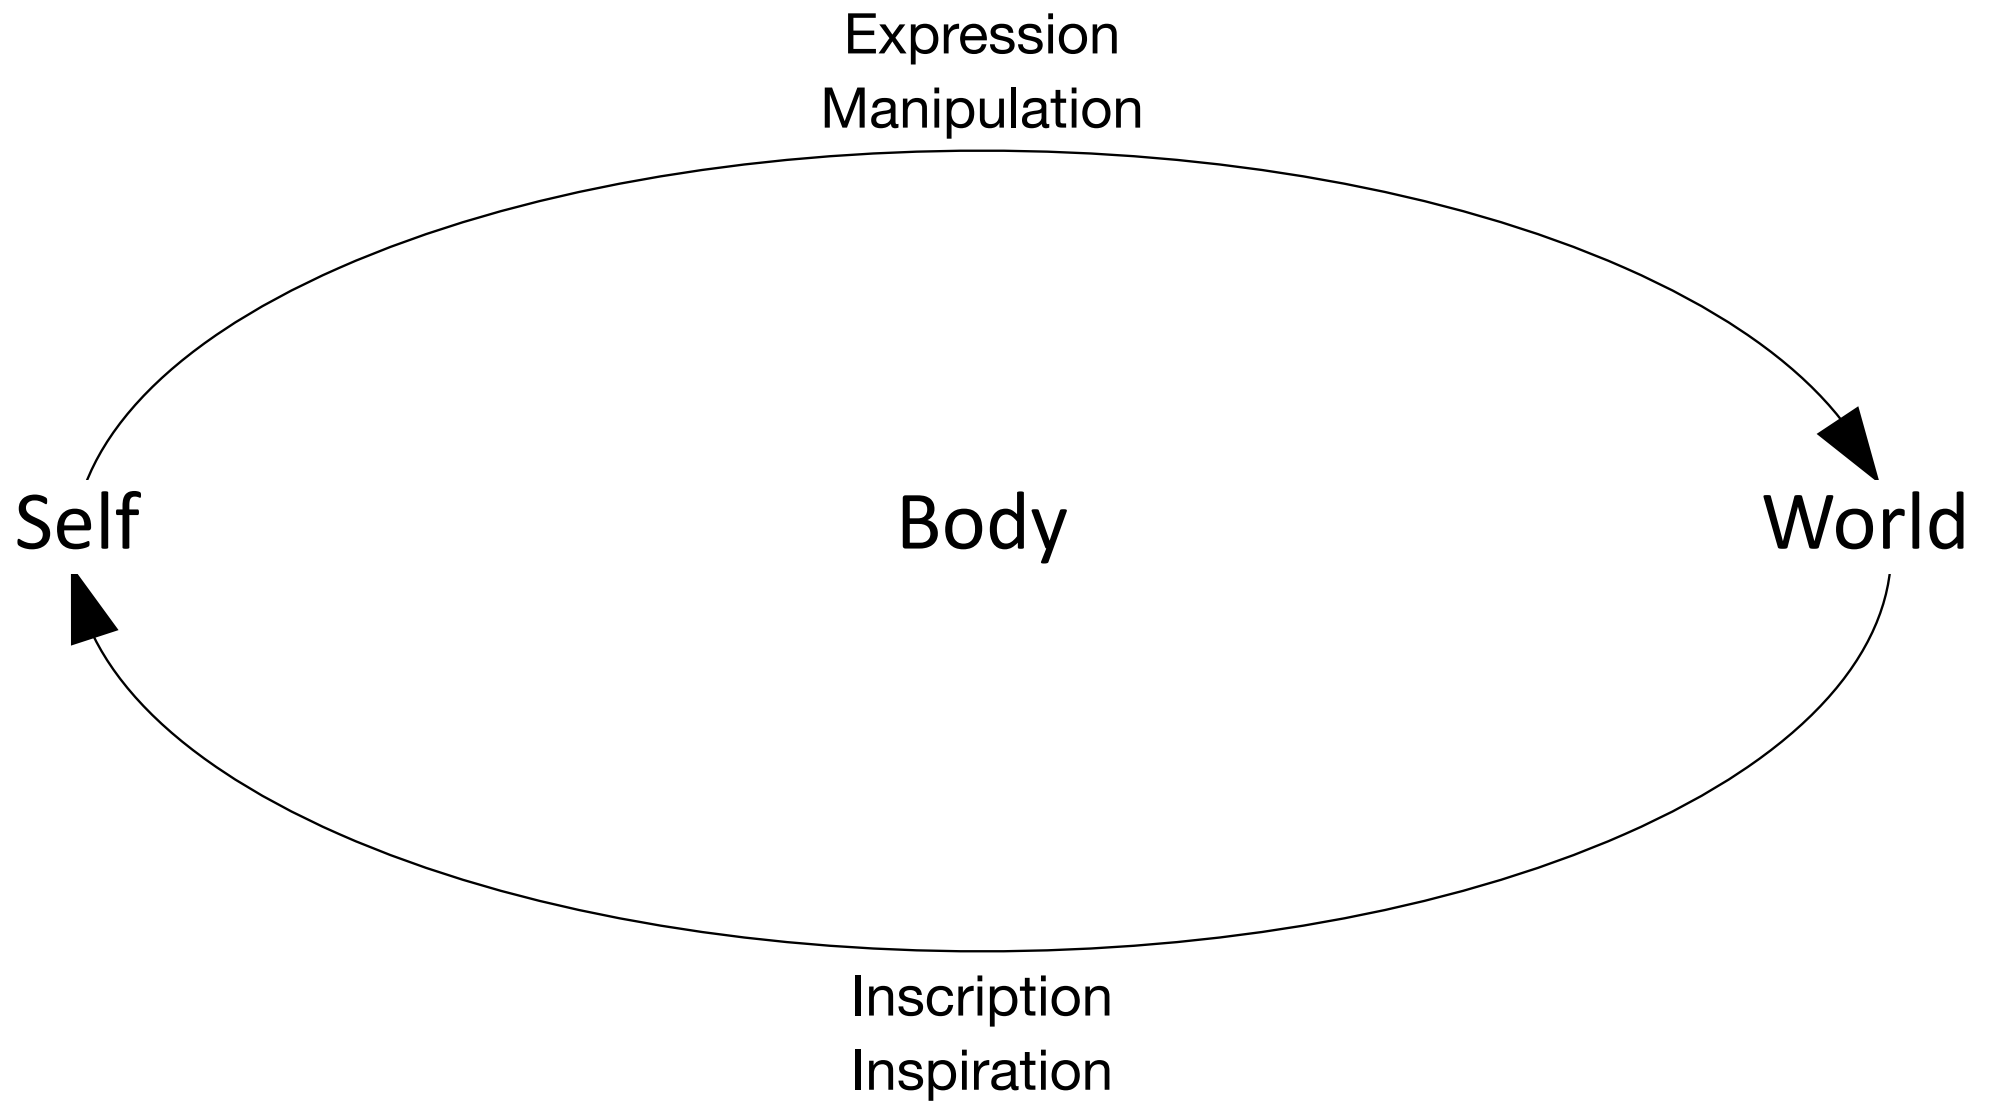 Expression
Manipulation
Self Body World
Inscription
Inspiration